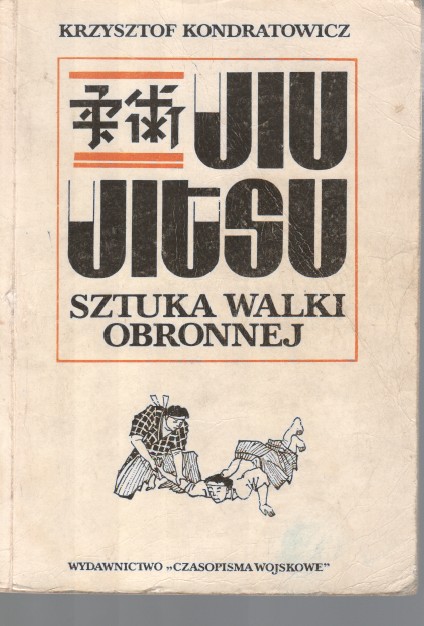 KRZYSZTOF KONDRATOWICZ
柔術 JIU
JITSU
SZTUKA WALKI
OBRONNEJ
WYDAWNICTWO „CZASOPISMA WOJSKOWE”